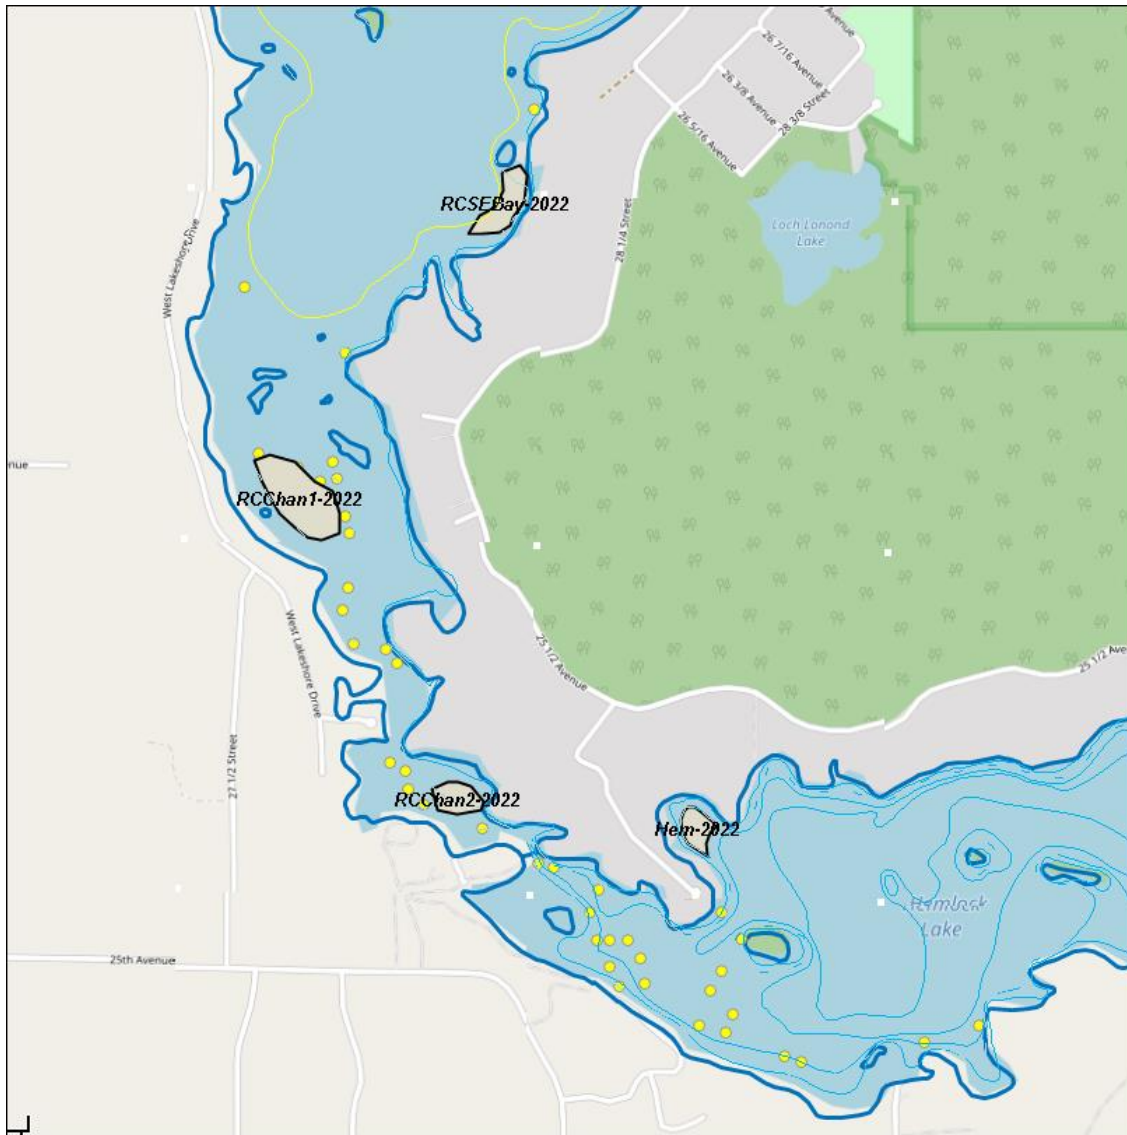 26 7/16 Avenue
26 3/8 Avenue
28 3/8 Street
26 5/16 Avenue
RCSEBay-2022
28 1/4 Street
Loch Lonond
Lake
West Lakeshore Drive
nue
RCChan1-2022
West Lakeshore Drive
25 1/2 Avenue
25 1/2 Ave
27 1/2 Street
RCChan2-2022
Hem-2022
Hemlock
Lake
25th Avenue